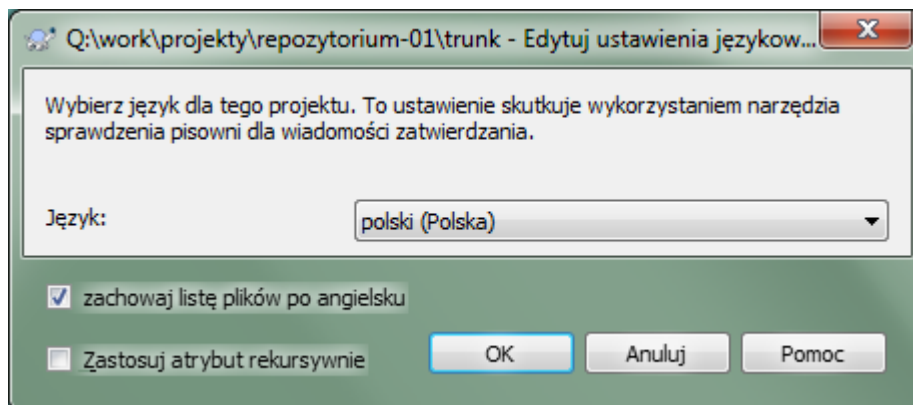 Q:\work\projekty\repozytorium-01\trunk - Edytuj ustawienia językow...
Wybierz język dla tego projektu. To ustawienie skutkuje wykorzystaniem narzędzia
sprawdzenia pisowni dla wiadomości zatwierdzania.
Język:
polski (Polska)
zachowaj listę plików po angielsku
Zastosuj atrybut rekursywnie
OK
Anuluj
Pomoc